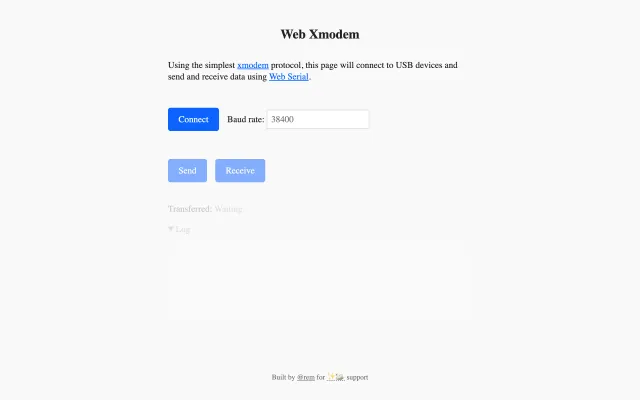 Web Xmodem
Using the simplest xmodem protocol, this page will connect to USB devices and
send and receive data using Web Serial.
Connect Baud rate: 38400
Send Receive
Transferred: Waiting.
Log
Built by @rem for ✨ support